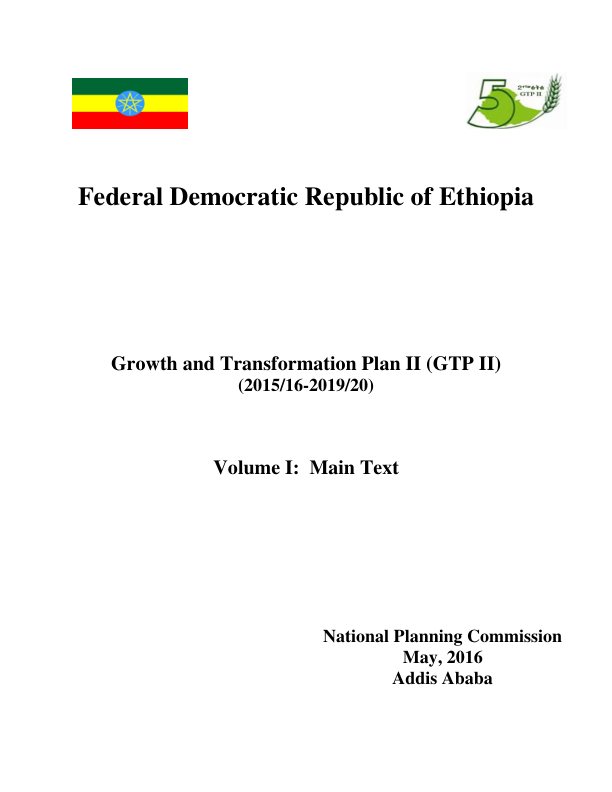 5
GTP II
Federal Democratic Republic of Ethiopia
Growth and Transformation Plan II (GTP II)
(2015/16-2019/20)
Volume I:  Main Text
National Planning Commission
May, 2016
Addis Ababa